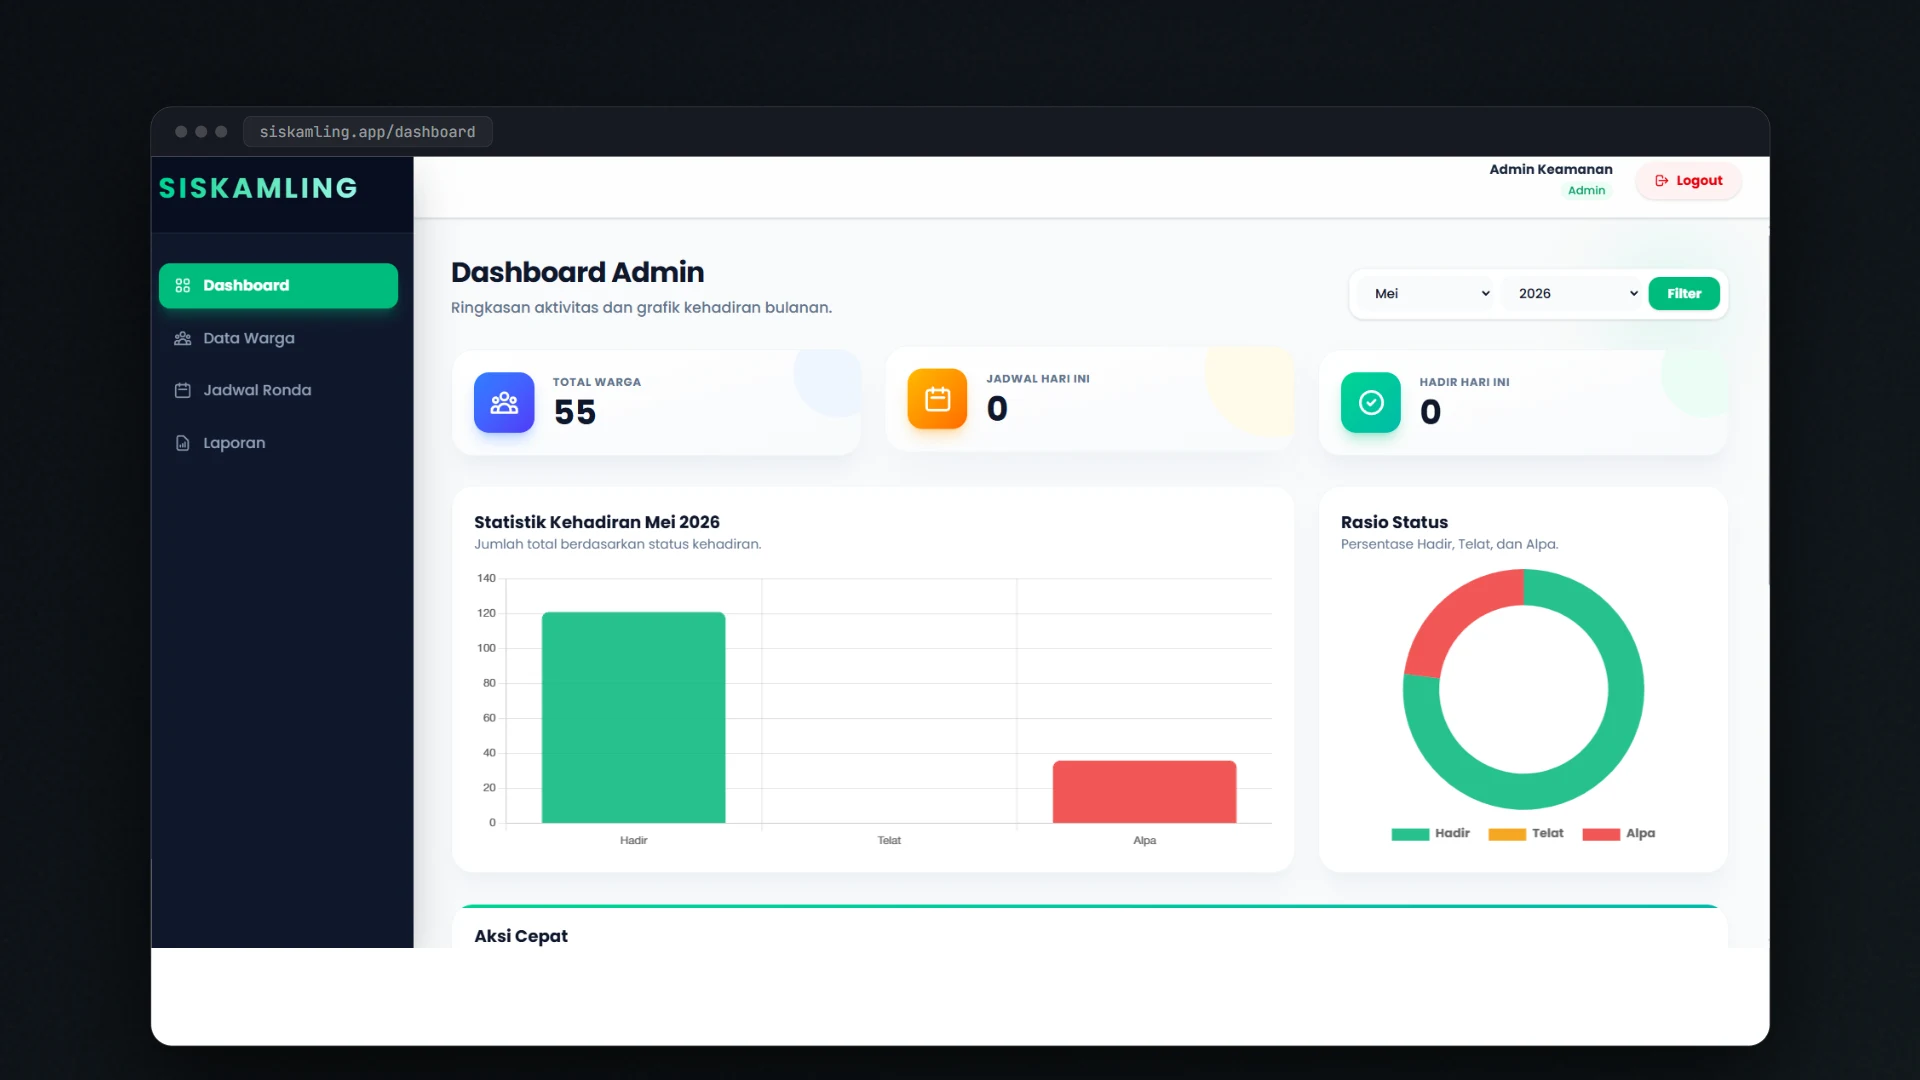 siskamling.app/dashboard
SISKAMLING
Admin Keamanan
Admin
Logout
Dashboard
Data Warga
Jadwal Ronda
Laporan
Dashboard Admin
Ringkasan aktivitas dan grafik kehadiran bulanan.
Mei
2026
Filter
TOTAL WARGA
55
JADWAL HARI INI
0
HADIR HARI INI
0
Statistik Kehadiran Mei 2026
Jumlah total berdasarkan status kehadiran.
140
120
100
80
60
40
20
0
Hadir
Telat
Alpa
Rasio Status
Persentase Hadir, Telat, dan Alpa.
Hadir
Telat
Alpa
Aksi Cepat